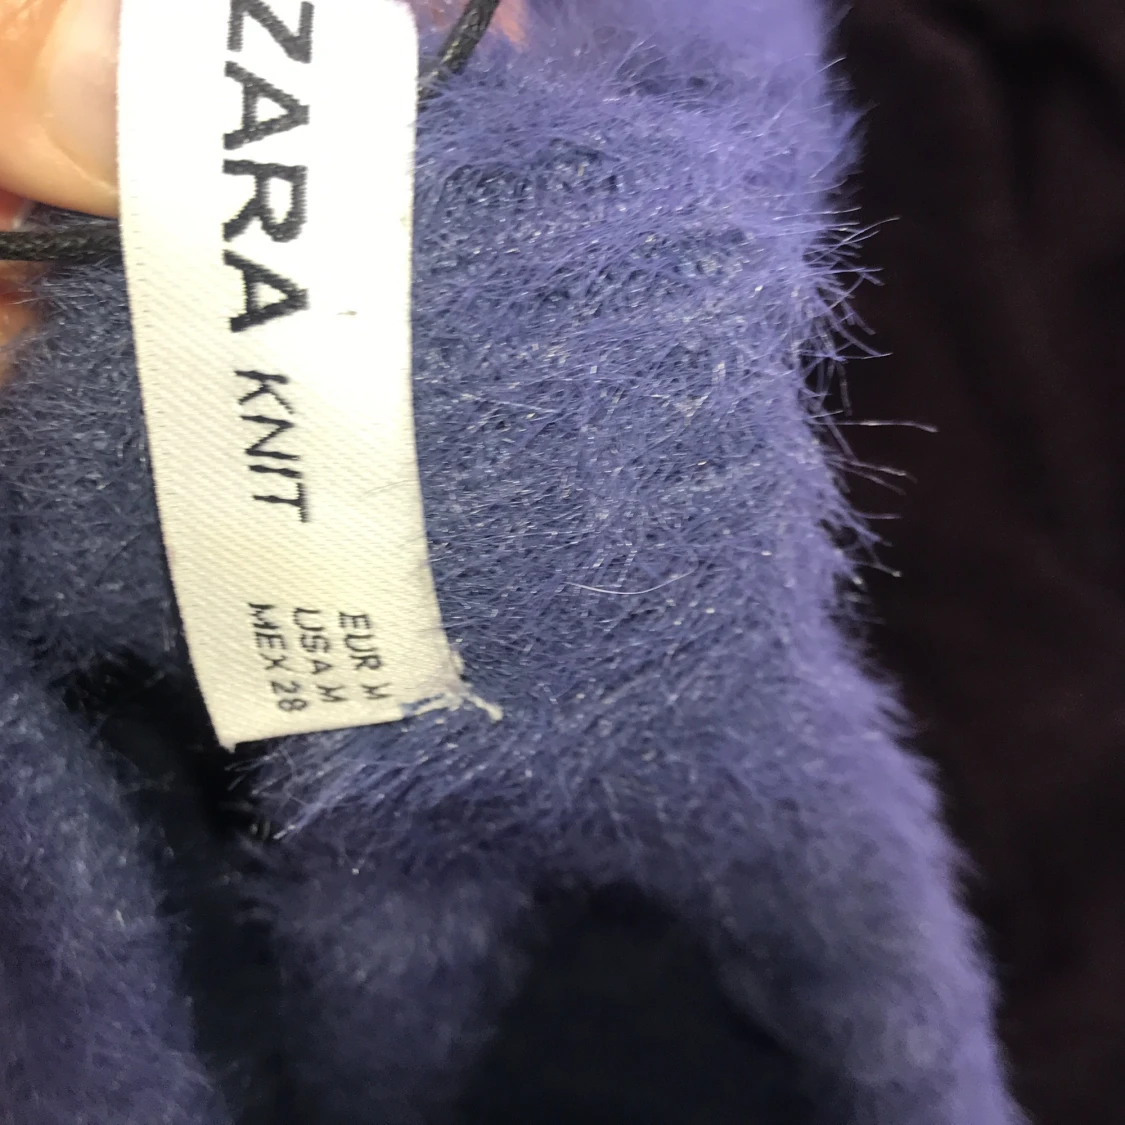 ZARA KNIT
EUR M
USA M
MEX 28